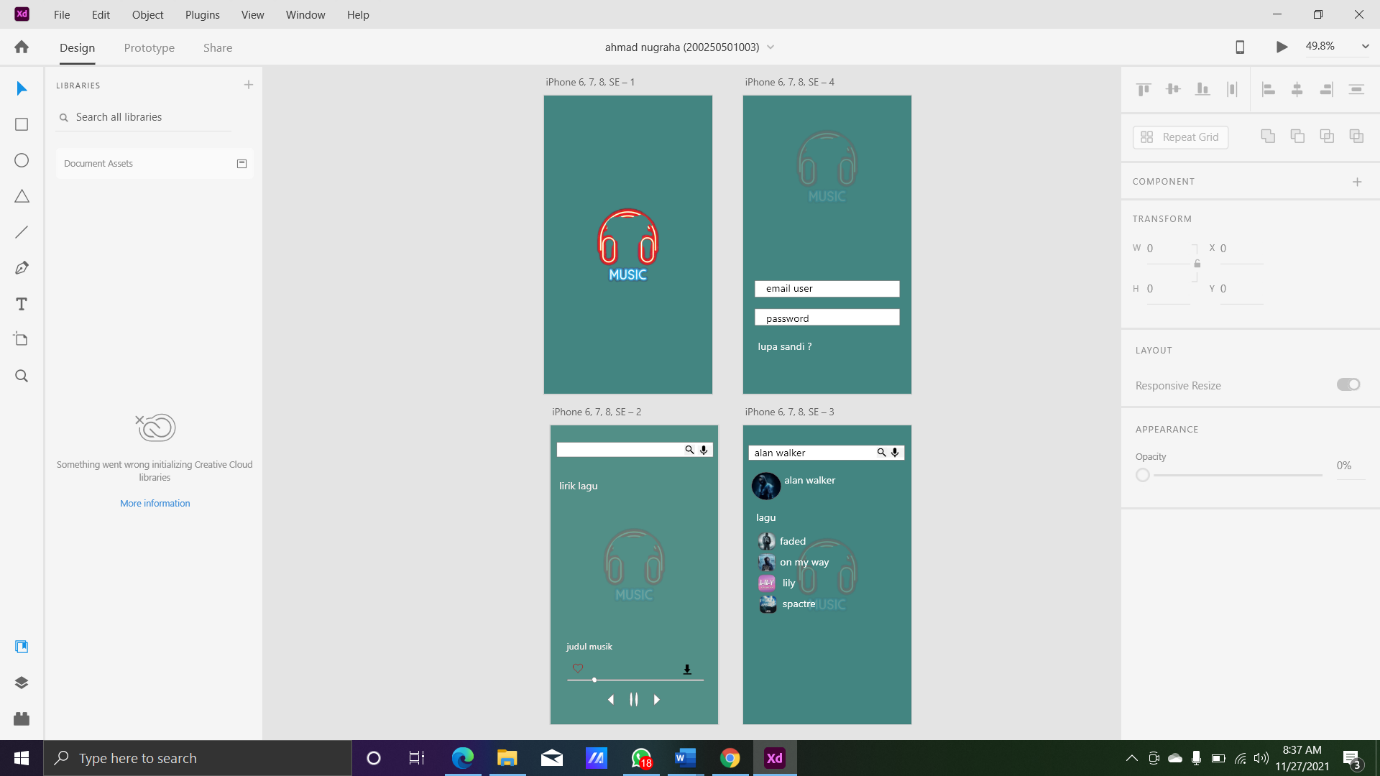 Xd File Edit Object Plugins View Window Help
Design Prototype Share
ahmad nugraha (200250501003)
49.8%
LIBRARIES
Search all libraries
Document Assets
Something went wrong initializing Creative Cloud
libraries
More information
iPhone 6, 7, 8, SE – 1
MUSIC
iPhone 6, 7, 8, SE – 4
MUSIC
email user
password
lupa sandi ?
iPhone 6, 7, 8, SE – 2
lirik lagu
MUSIC
judul musik
iPhone 6, 7, 8, SE – 3
alan walker
alan walker
lagu
faded
on my way
lily
spactre
MUSIC
Repeat Grid
COMPONENT
TRANSFORM
W 0 X 0
H 0 Y 0
LAYOUT
Responsive Resize
APPEARANCE
Opacity
0%
Type here to search
18
Xd
8:37 AM
11/27/2021
3